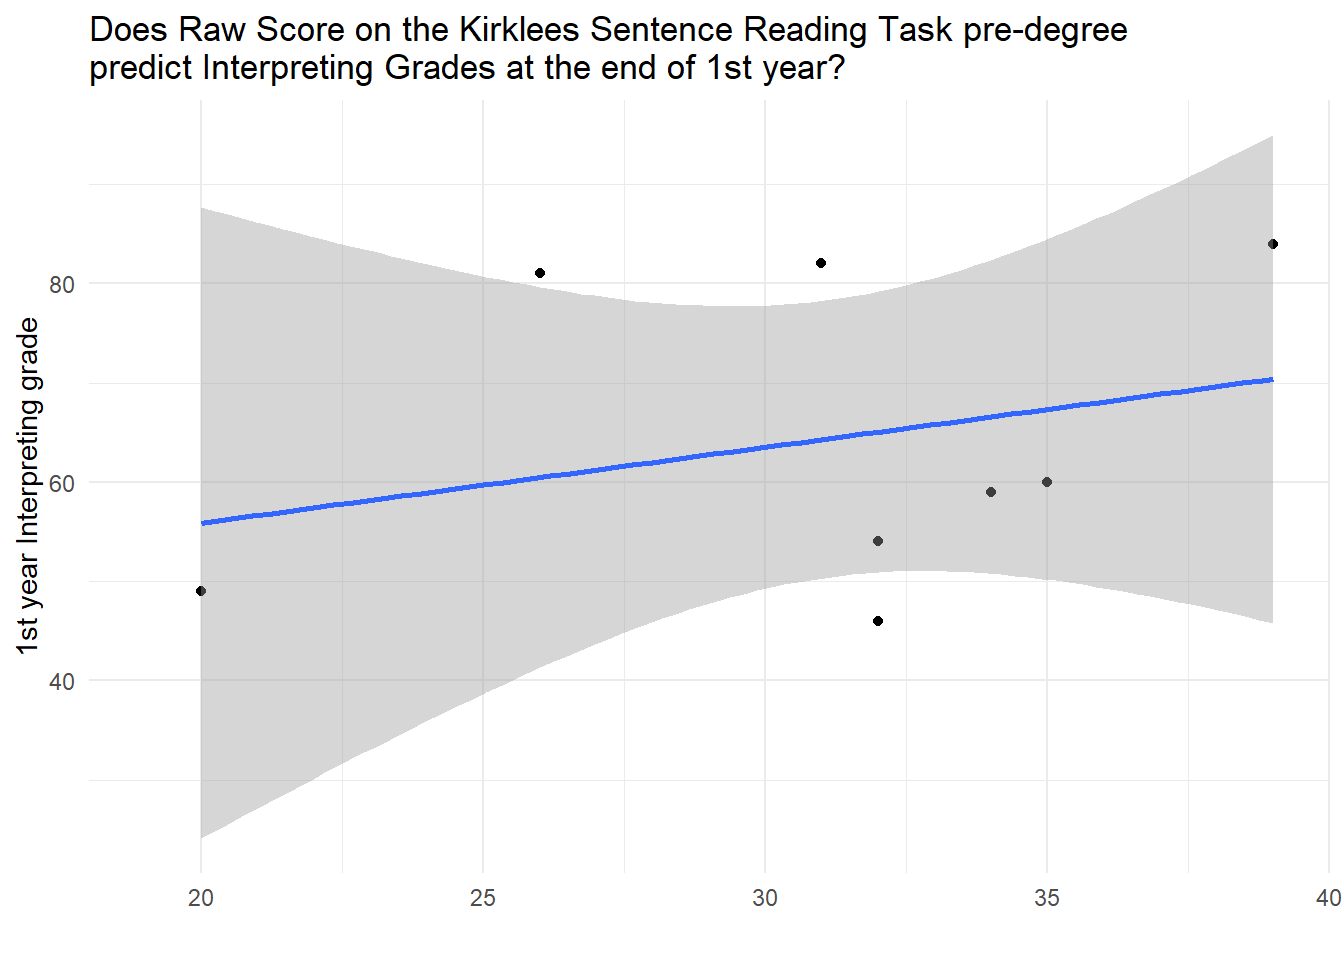 Does Raw Score on the Kirklees Sentence Reading Task pre-degree
predict Interpreting Grades at the end of 1st year?
1st year Interpreting grade
80
60
40
20
25
30
35
40